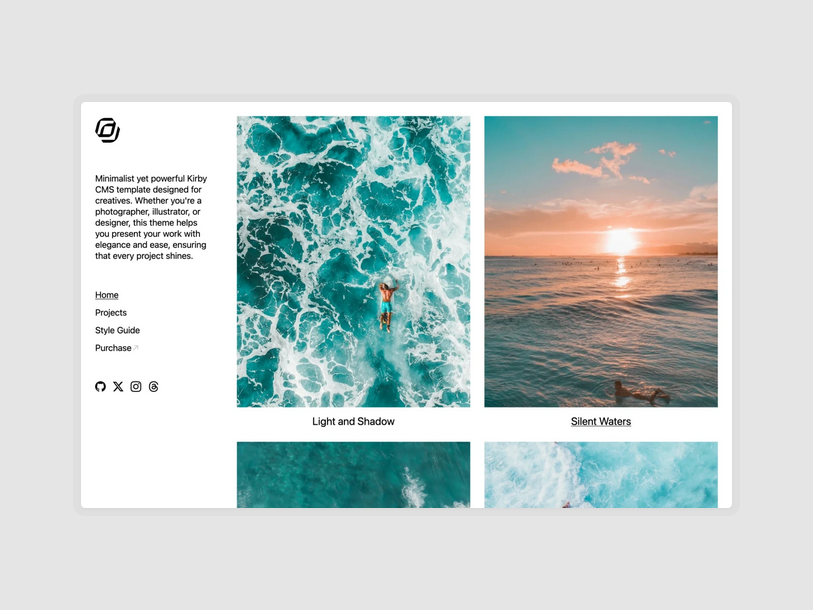 Minimalist yet powerful Kirby
CMS template designed for
creatives. Whether you're a
photographer, illustrator, or
designer, this theme helps
you present your work with
elegance and ease, ensuring
that every project shines.
Home
Projects
Style Guide
Purchase↗
Light and Shadow
Silent Waters